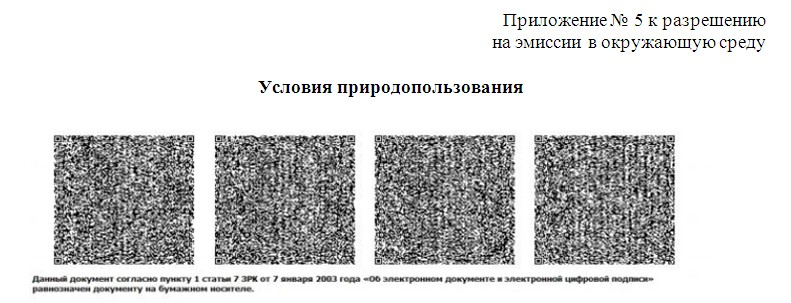 Приложение № 5 к разрешению
на эмиссии в окружающую среду
Условия природопользования
Данный документ согласно пункту 1 статьи 7 ЗРК от 7 января 2003 года «Об электронном документе и электронной цифровой подписи»
равнозначен документу на бумажном носителе.